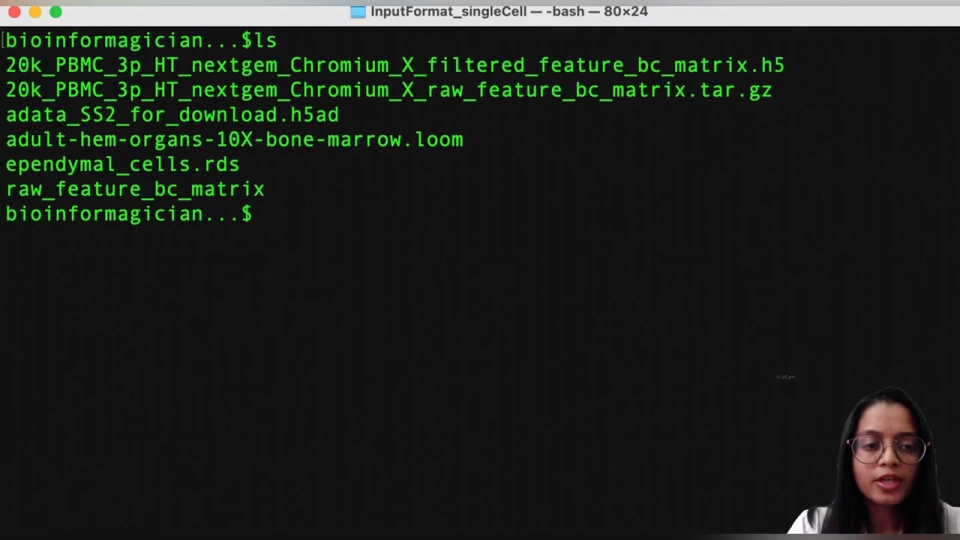 InputFormat_singleCell — -bash — 80×24
bioinformagician...$ls
20k_PBMC_3p_HT_nextgem_Chromium_X_filtered_feature_bc_matrix.h5
20k_PBMC_3p_HT_nextgem_Chromium_X_raw_feature_bc_matrix.tar.gz
adata_SS2_for_download.h5ad
adult-hem-organs-10X-bone-marrow.loom
ependymal_cells.rds
raw_feature_bc_matrix
bioinformagician...$